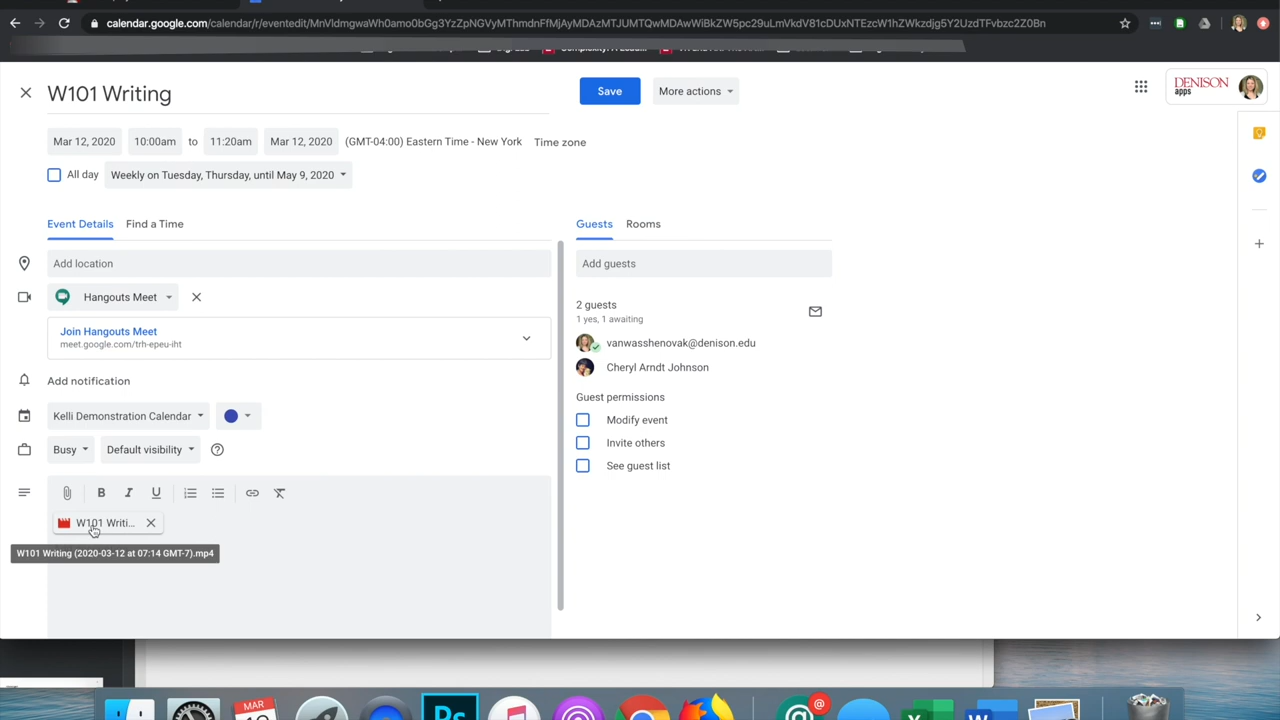 calendar.google.com/calendar/r/eventedit/MnVldmgwaWh0amo0bGg3YzZpNGVyMThmdnFfMjAyMDAzMTJUMTQwMDAwWiBkZW5pc29uLmVkdV81cDUxNTEzcW1hZWkzdjg5Y2UzdTFvbzc2Z0Bn
W101 Writing
Save
More actions
DENISON
apps
Mar 12, 2020
10:00am
to
11:20am
Mar 12, 2020
(GMT-04:00) Eastern Time - New York
Time zone
All day
Weekly on Tuesday, Thursday, until May 9, 2020
Event Details
Find a Time
Guests
Rooms
Add location
Add guests
Hangouts Meet
2 guests
1 yes, 1 awaiting
Join Hangouts Meet
meet.google.com/trh-epeu-iht
vanwasshenovak@denison.edu
Cheryl Arndt Johnson
Add notification
Guest permissions
Kelli Demonstration Calendar
Modify event
Invite others
Busy
Default visibility
See guest list
B
I
U
W101 Writi...
W101 Writing (2020-03-12 at 07:14 GMT-7).mp4
MAR
Ps
@